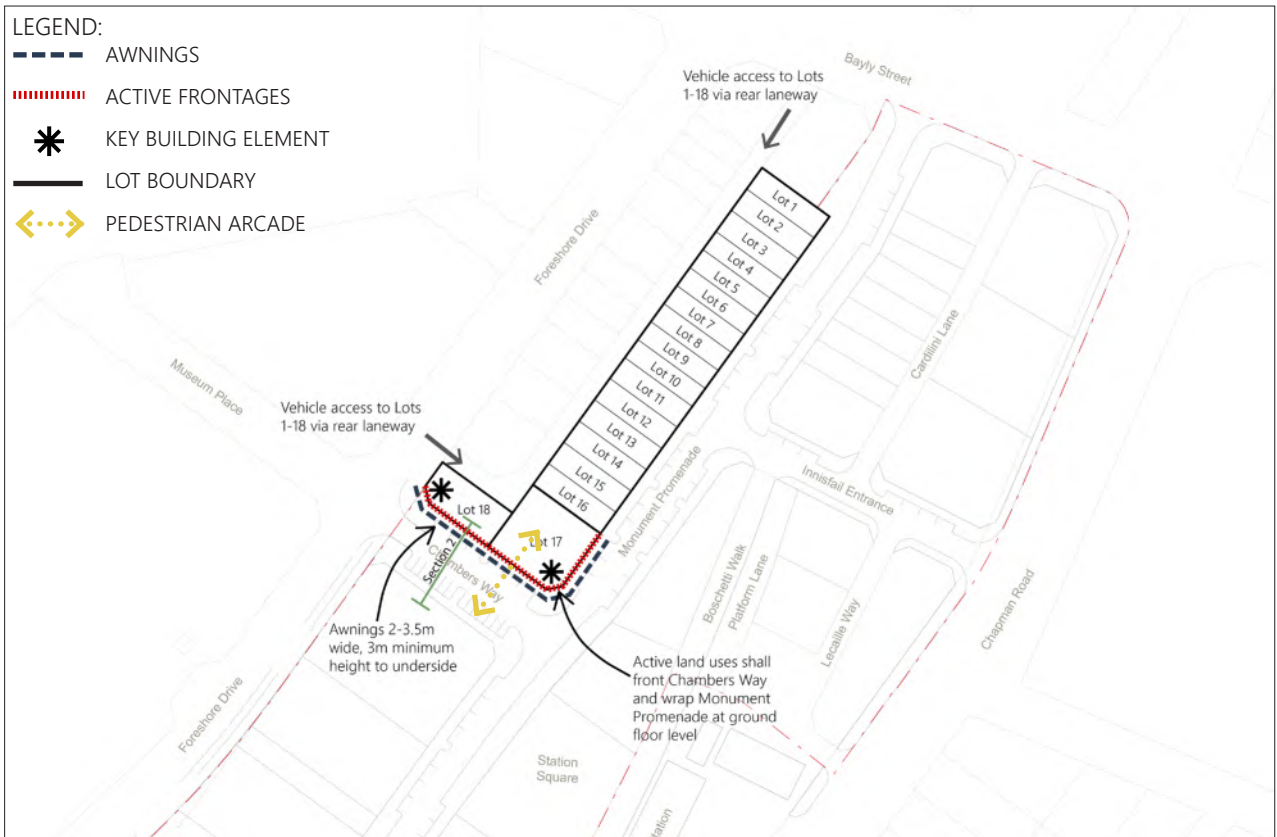 LEGEND:
AWNINGS
ACTIVE FRONTAGES
KEY BUILDING ELEMENT
LOT BOUNDARY
PEDESTRIAN ARCADE
Bayly Street
Vehicle access to Lots
1-18 via rear laneway
Foreshore Drive
Lot 1
Lot 2
Lot 3
Lot 4
Lot 5
Lot 6
Lot 7
Lot 8
Lot 9
Lot 10
Lot 11
Lot 12
Lot 13
Lot 14
Lot 15
Lot 16
Lot 17
Lot 18
Cardilini Lane
Museum Place
Vehicle access to Lots
1-18 via rear laneway
Monument Promenade
Innisfail Entrance
Section 2
Chambers Way
Boschetti Walk
Platform Lane
Lecaille Way
Chapman Road
Awnings 2-3.5m
wide, 3m minimum
height to underside
Active land uses shall
front Chambers Way
and wrap Monument
Promenade at ground
floor level
Foreshore Drive
Station
Square
tation